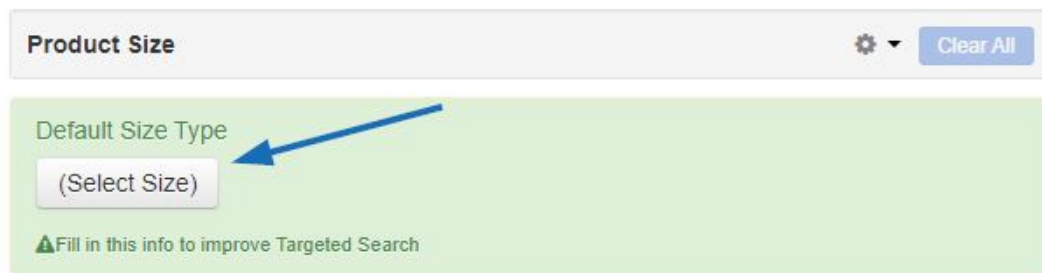 Product Size
Clear All
Default Size Type
(Select Size)
Fill in this info to improve Targeted Search